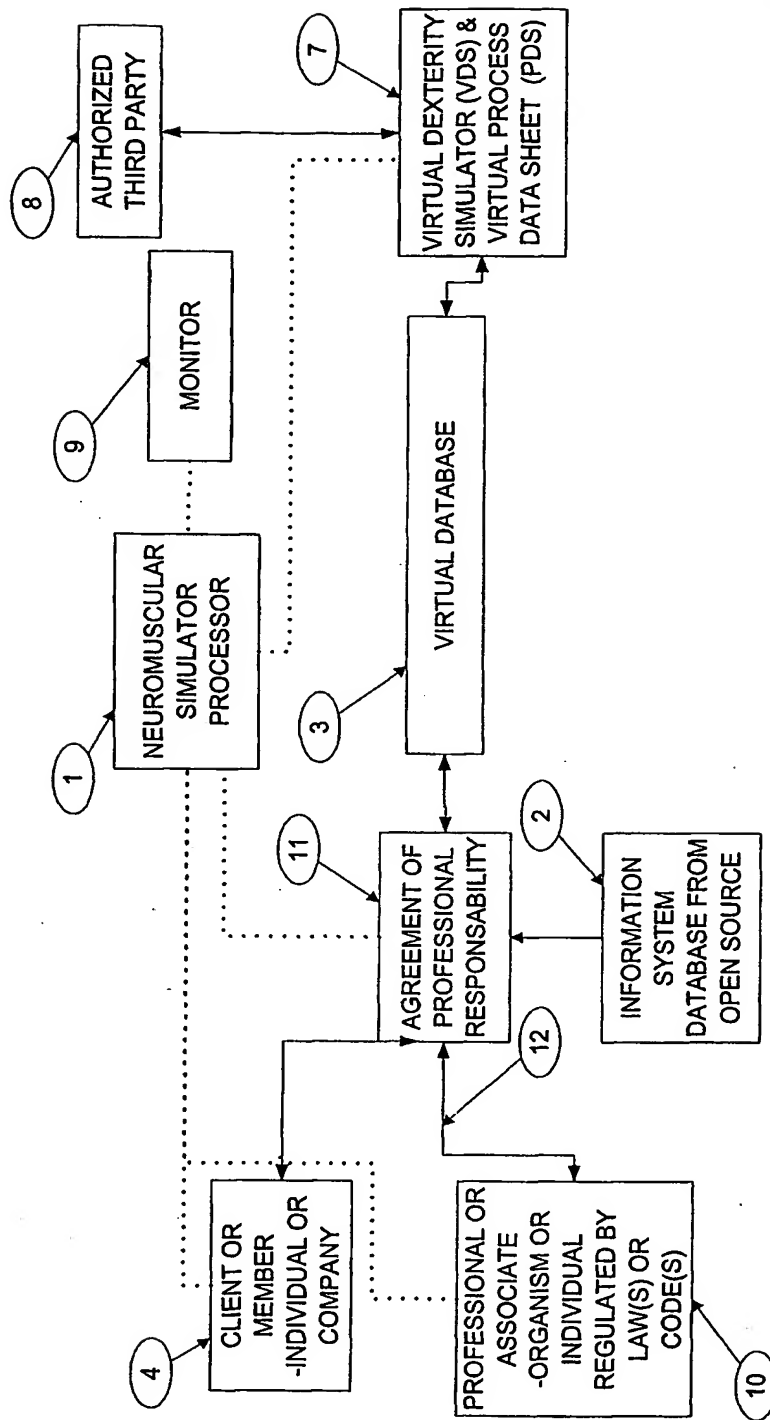 8
AUTHORIZED
THIRD PARTY
9
MONITOR
7
VIRTUAL DEXTERITY
SIMULATOR (VDS) &
VIRTUAL PROCESS
DATA SHEET (PDS)
1
NEUROMUSCULAR
SIMULATOR
PROCESSOR
3
VIRTUAL DATABASE
11
AGREEMENT OF
PROFESSIONAL
RESPONSABILITY
2
INFORMATION
SYSTEM
DATABASE FROM
OPEN SOURCE
12
4
CLIENT OR
MEMBER
-INDIVIDUAL OR
COMPANY
PROFESSIONAL OR
ASSOCIATE
-ORGANISM OR
INDIVIDUAL
REGULATED BY
LAW(S) OR
CODE(S)
10